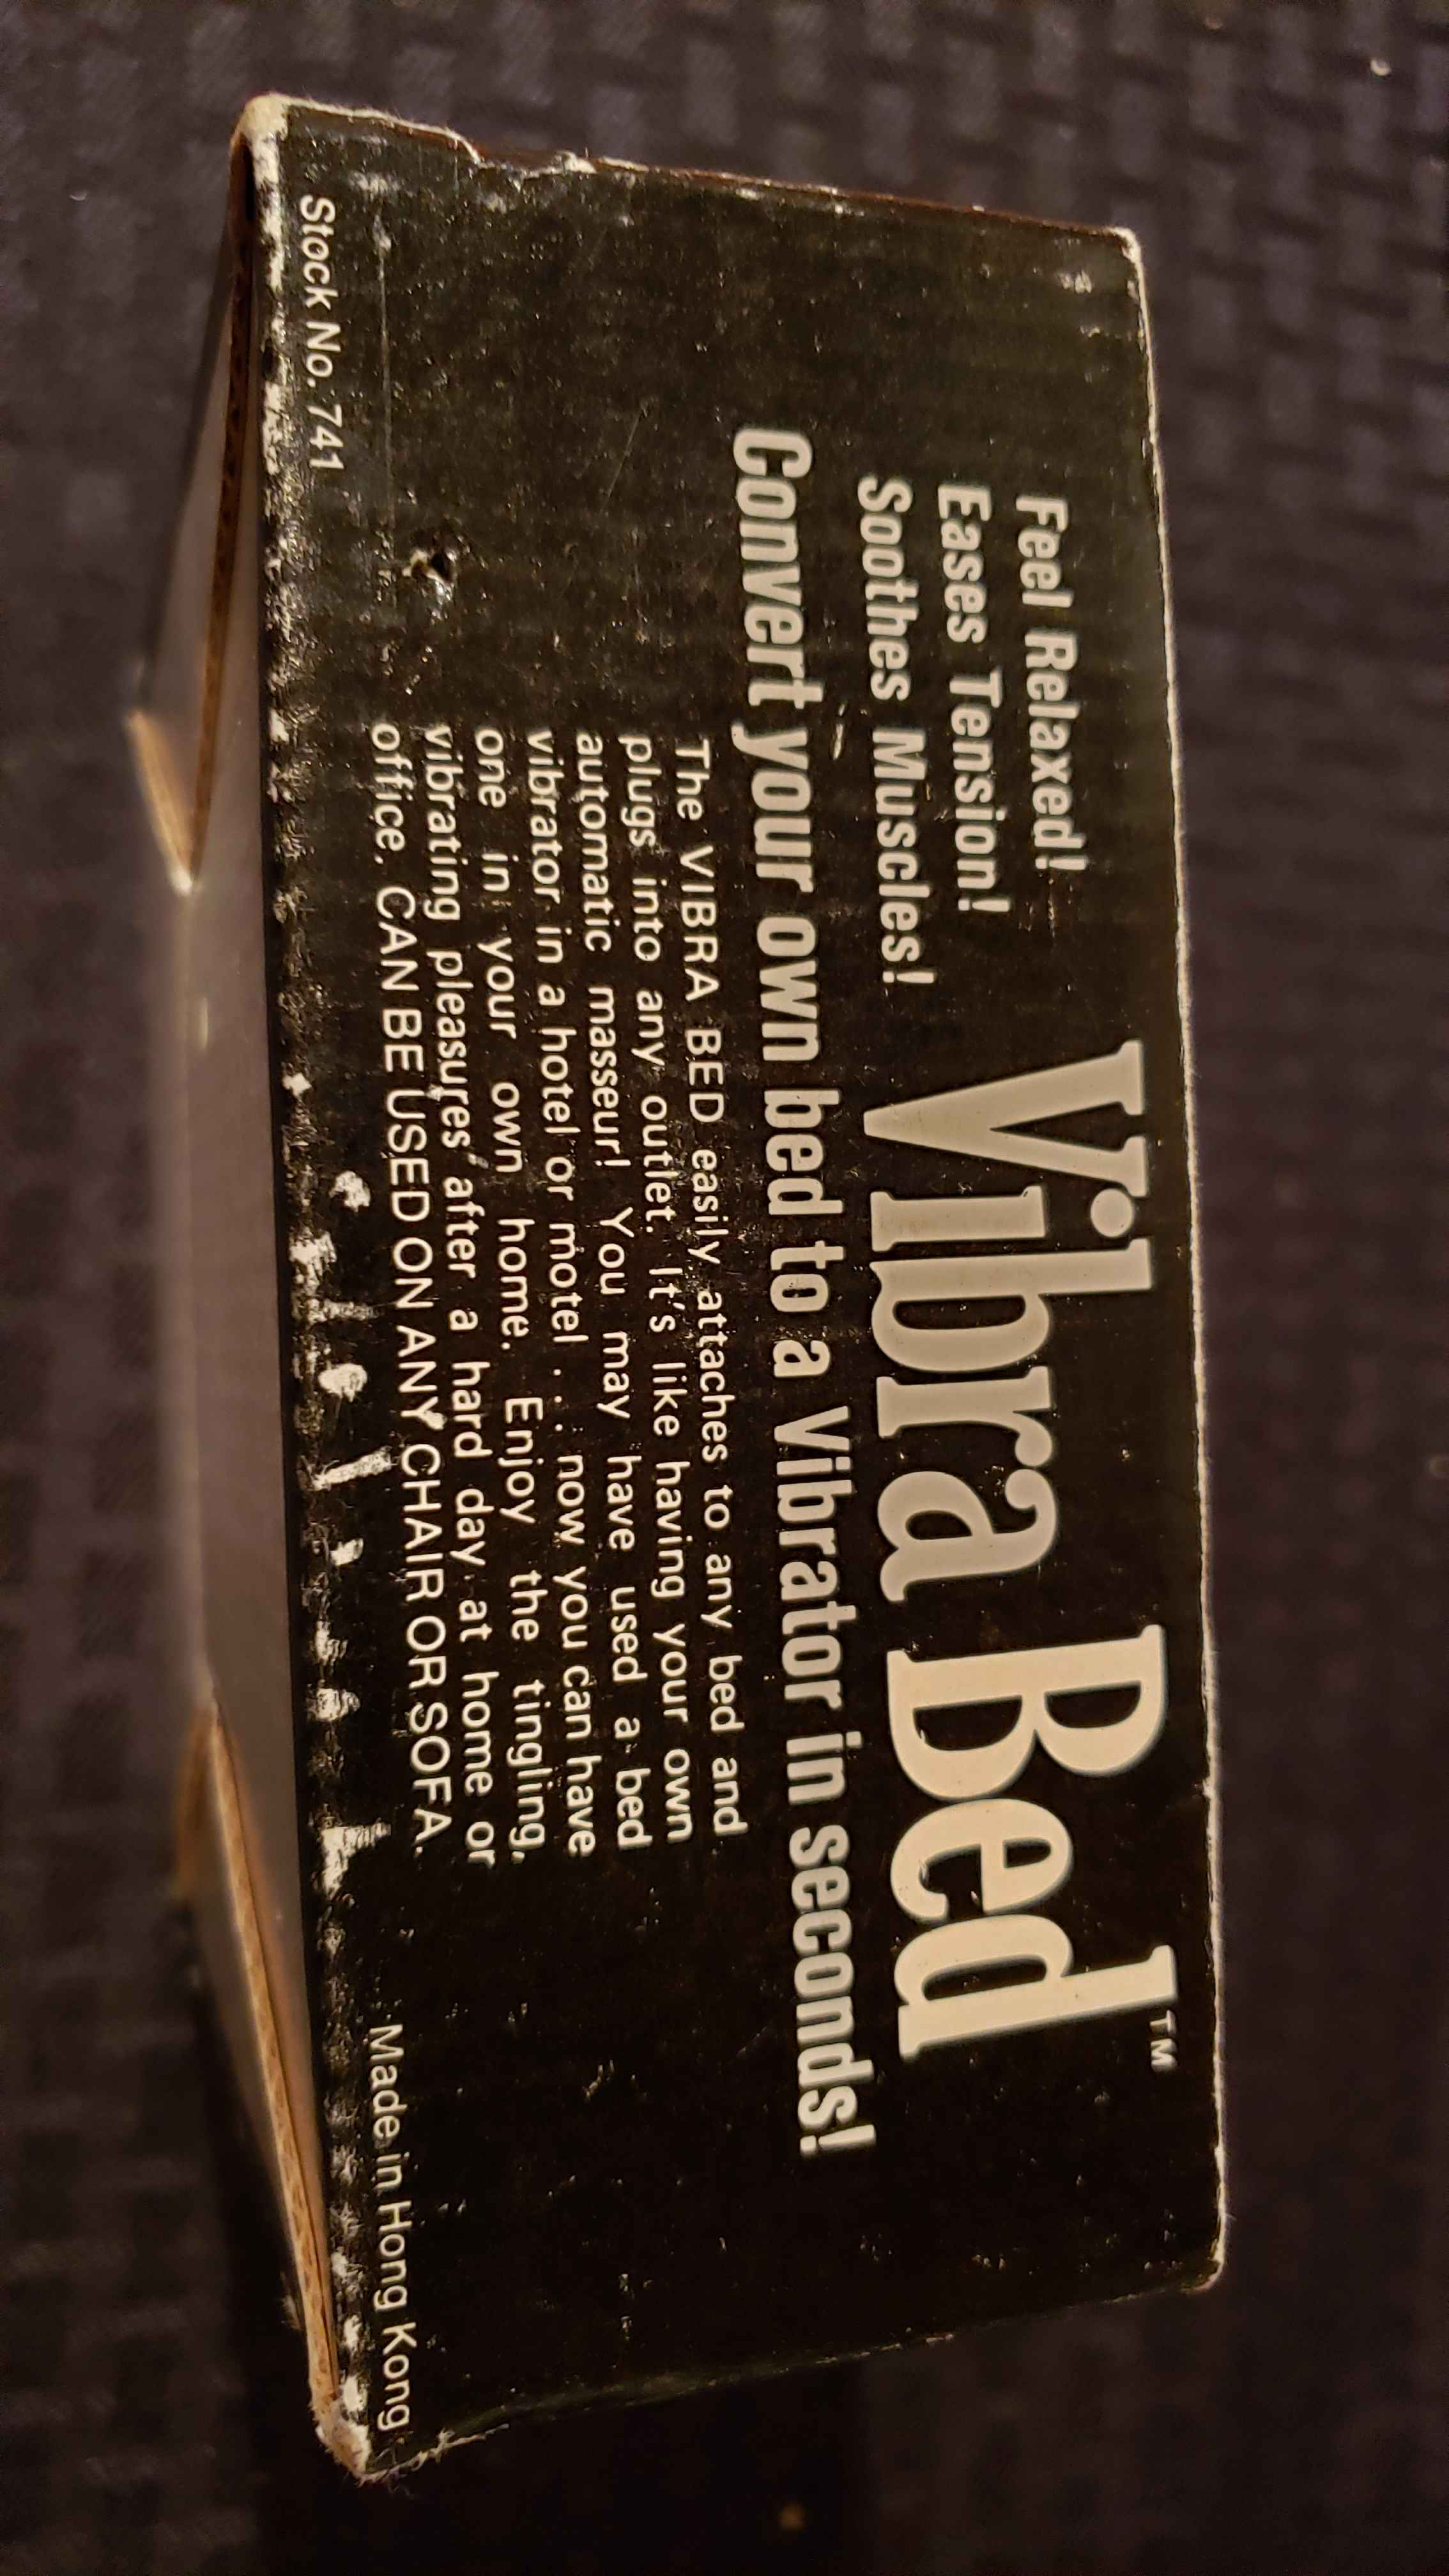 Feel Relaxed!
Eases Tension!
Soothes Muscles!
Vibra Bed™
Convert your own bed to a Vibrator in seconds!
The VIBRA BED easily attaches to any bed and
plugs into any outlet. It's like having your own
automatic masseur! You may have used a bed
vibrator in a hotel or motel . . . now you can have
one in your own home. Enjoy the tingling,
vibrating pleasures after a hard day at home or
office. CAN BE USED ON ANY CHAIR OR SOFA.
Stock No. 741
Made in Hong Kong